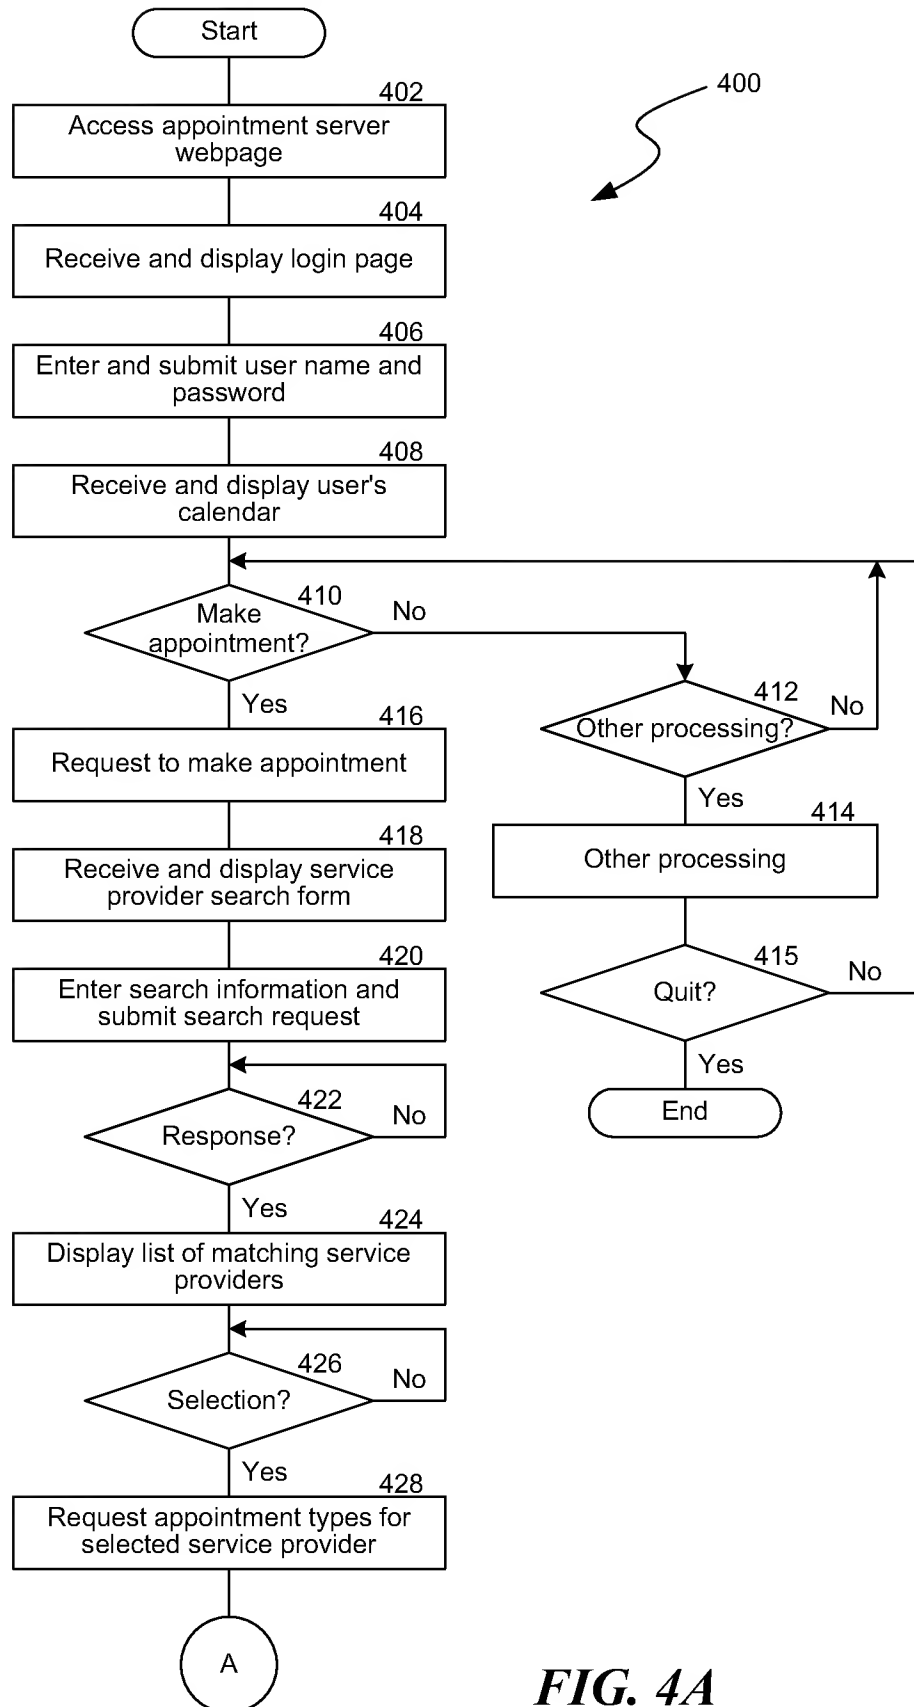 Start
400
402
Access appointment server
webpage
404
Receive and display login page
406
Enter and submit user name and
password
408
Receive and display user's
calendar
410
Make
appointment?
No
Yes
412
Other processing?
No
Yes
414
Other processing
415
Quit?
No
Yes
End
416
Request to make appointment
418
Receive and display service
provider search form
420
Enter search information and
submit search request
422
Response?
No
Yes
424
Display list of matching service
providers
426
Selection?
No
Yes
428
Request appointment types for
selected service provider
A
FIG. 4A